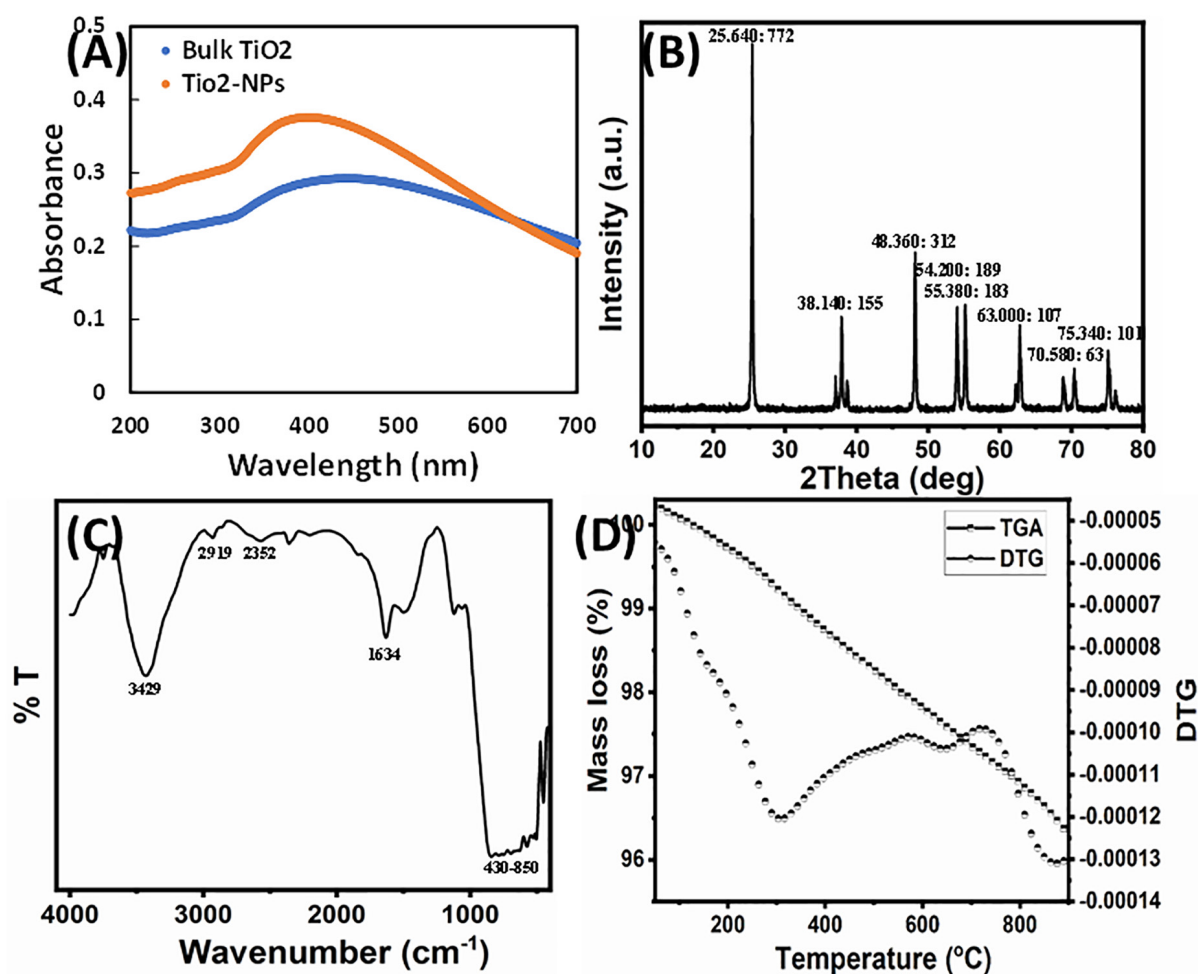 (A)
Bulk TiO2
Tio2-NPs
0.5
0.4
0.3
0.2
0.1
0
Absorbance
200 300 400 500 600 700
Wavelength (nm)
(B)
25.640: 772
38.140: 155
48.360: 312
54.200: 189
55.380: 183
63.000: 107
70.580: 63
75.340: 101
Intensity (a.u.)
10 20 30 40 50 60 70 80
2Theta (deg)
(C)
3429
2919
2352
1634
430-850
% T
4000 3000 2000 1000
Wavenumber (cm-1)
(D)
TGA
DTG
100
99
98
97
96
Mass loss (%)
-0.00005
-0.00006
-0.00007
-0.00008
-0.00009
-0.00010
-0.00011
-0.00012
-0.00013
-0.00014
DTG
200 400 600 800
Temperature (ºC)